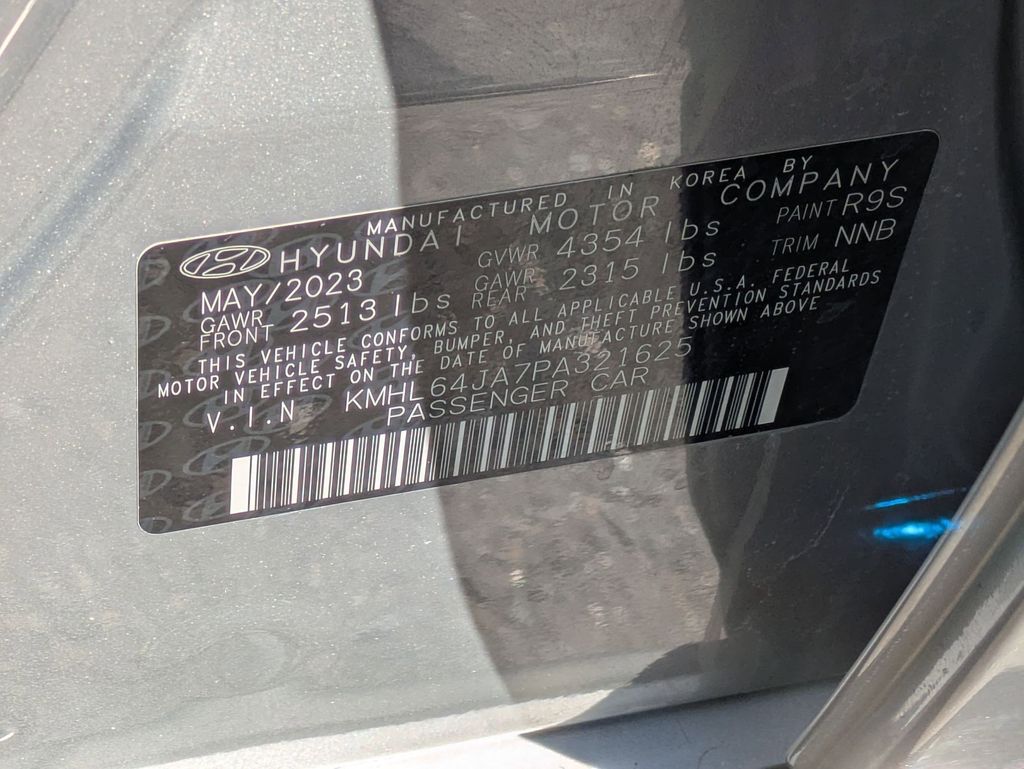 MANUFACTURED IN KOREA BY
HYUNDAI MOTOR COMPANY
MAY/2023 GVWR 4354 lbs PAINT R9S
GAWR FRONT 2513 lbs GAWR REAR 2315 lbs TRIM NNB
THIS VEHICLE CONFORMS TO ALL APPLICABLE U.S.A. FEDERAL
MOTOR VEHICLE SAFETY, BUMPER, AND THEFT PREVENTION STANDARDS
IN EFFECT ON THE DATE OF MANUFACTURE SHOWN ABOVE
V.I.N KMHL64JA7PA321625
PASSENGER CAR